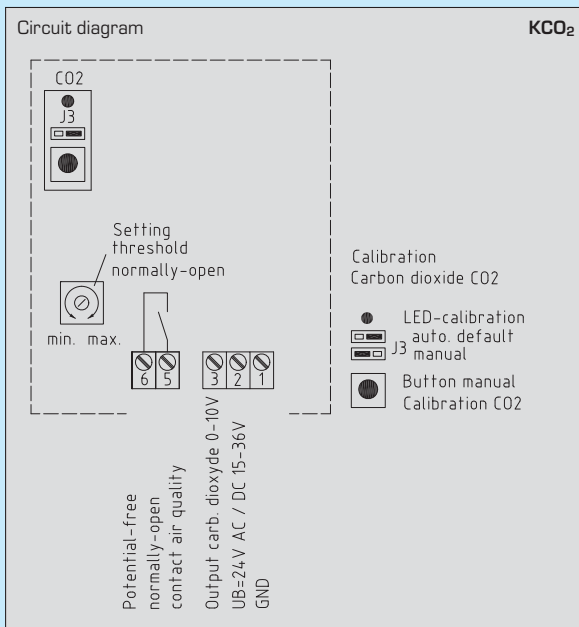 Circuit diagram
KCO2
CO2
J3
Setting
threshold
normally-open
min. max.
6 5 3 2 1
Potential-free
normally-open
contact air quality
Output carb. dioxyde 0-10V
UB=24V AC / DC 15-36V
GND
Calibration
Carbon dioxide CO2
LED-calibration
auto. default
J3 manual
Button manual
Calibration CO2